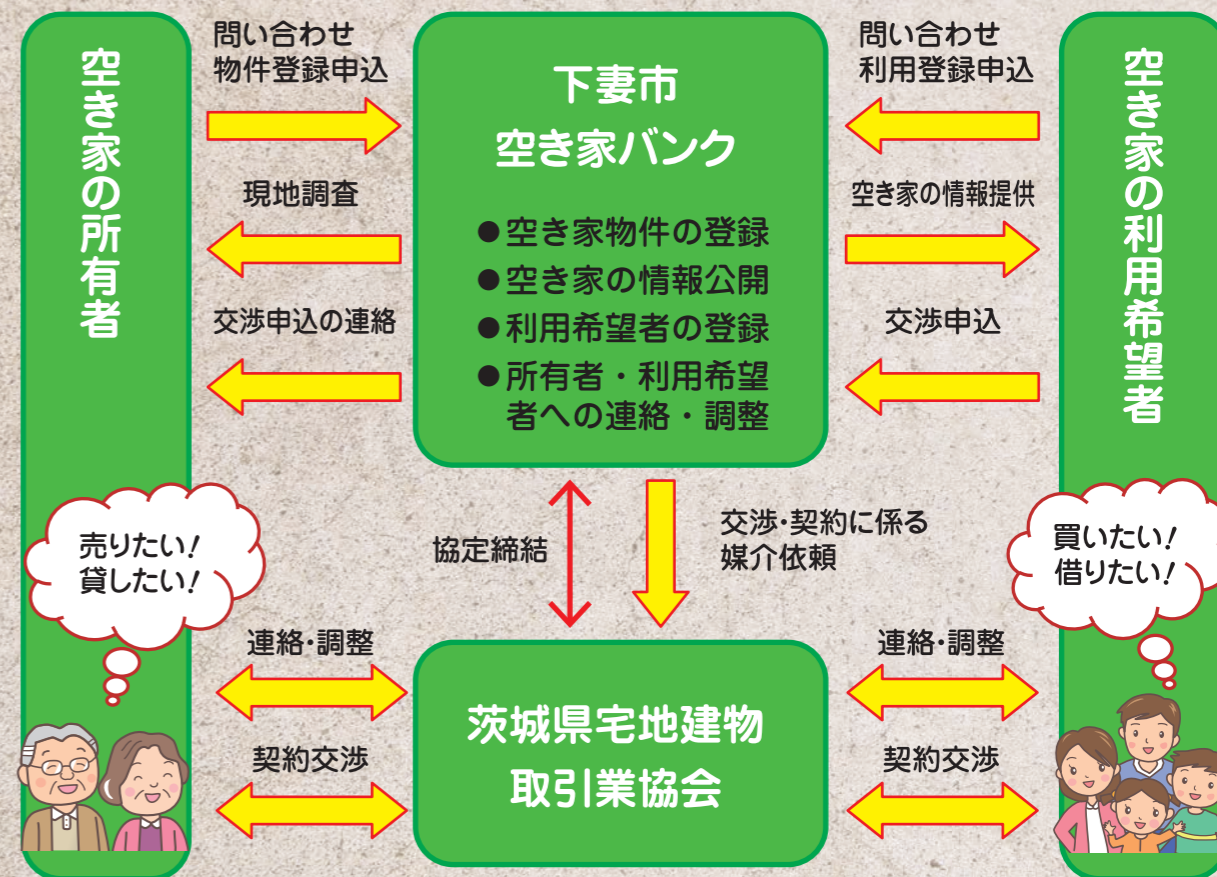 空き家の所有者
問い合わせ
物件登録申込
現地調査
交渉申込の連絡
下妻市
空き家バンク
●空き家物件の登録
●空き家の情報公開
●利用希望者の登録
●所有者・利用希望
者への連絡・調整
問い合わせ
利用登録申込
空き家の情報提供
交渉申込
空き家の利用希望者
売りたい!
貸したい!
協定締結
交渉・契約に係る
媒介依頼
買いたい!
借りたい!
連絡・調整
契約交渉
茨城県宅地建物
取引業協会
連絡・調整
契約交渉